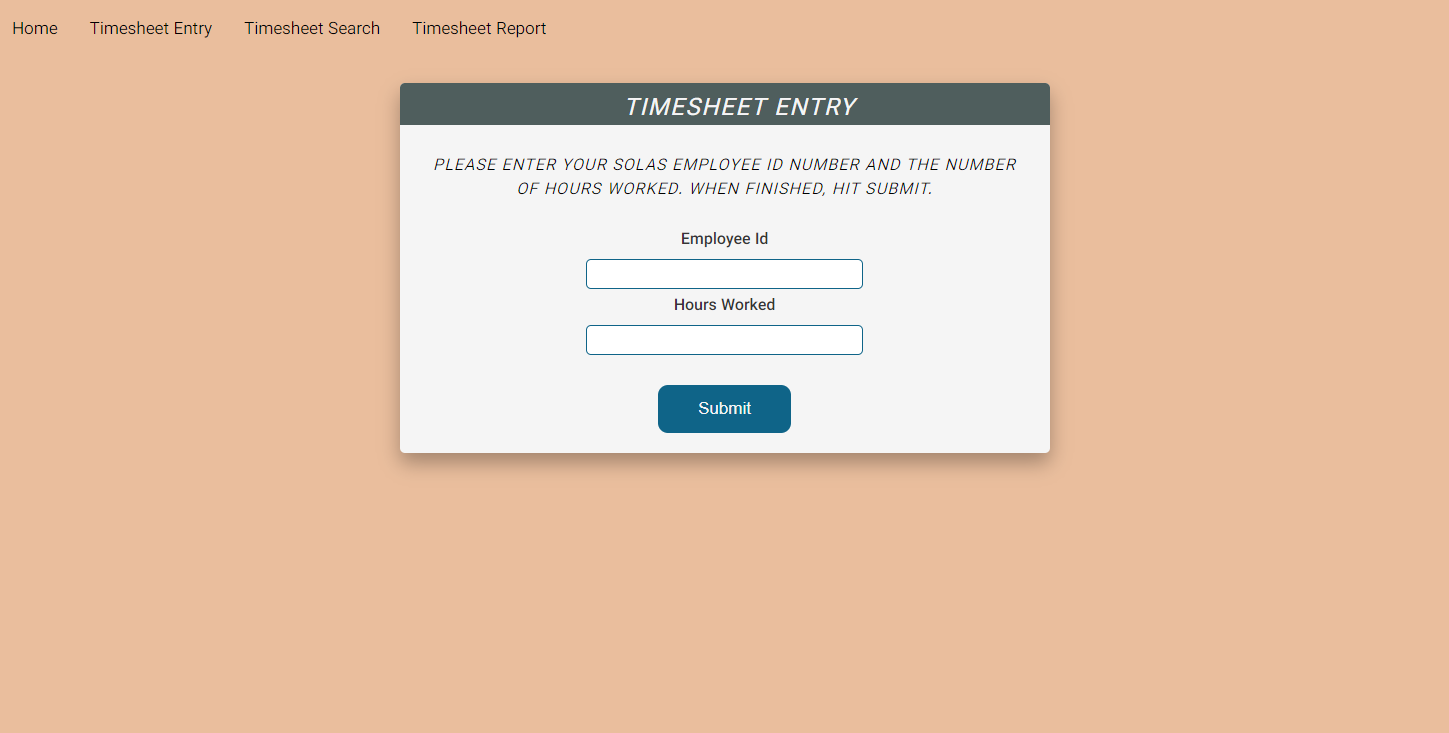 Home Timesheet Entry Timesheet Search Timesheet Report
TIMESHEET ENTRY
PLEASE ENTER YOUR SOLAS EMPLOYEE ID NUMBER AND THE NUMBER
OF HOURS WORKED. WHEN FINISHED, HIT SUBMIT.
Employee Id
Hours Worked
Submit